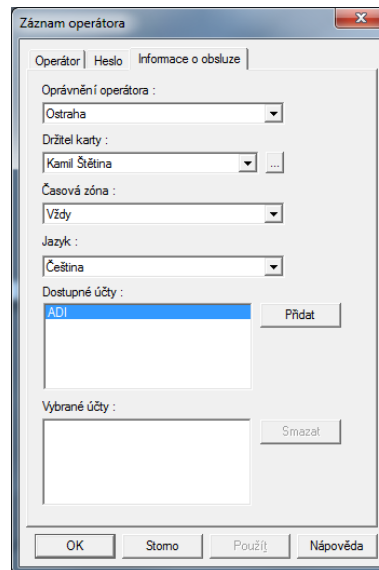 Záznam operátora
Operátor Heslo Informace o obsluze
Oprávnění operátora :
Ostraha
Držitel karty :
Kamil Štětina
...
Časová zóna :
Vždy
Jazyk :
Čeština
Dostupné účty :
ADI
Přidat
Vybrané účty :
Smazat
OK Storno Použít Nápověda